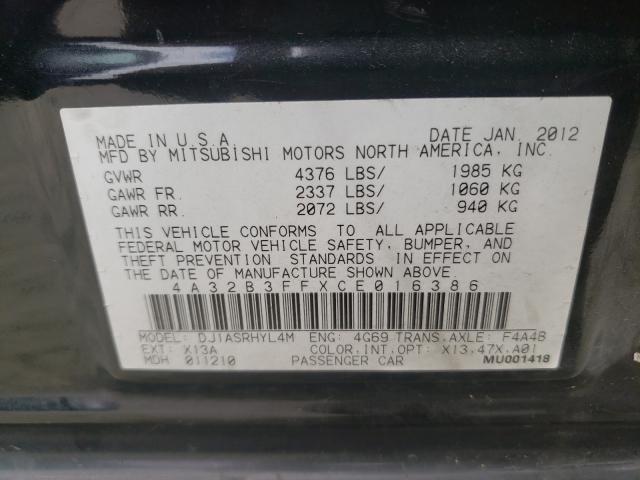 MADE IN U.S.A. DATE JAN. 2012
MFD BY MITSUBISHI MOTORS NORTH AMERICA, INC.
GVWR 4376 LBS/ 1985 KG
GAWR FR. 2337 LBS/ 1060 KG
GAWR RR. 2072 LBS/ 940 KG
THIS VEHICLE CONFORMS TO ALL APPLICABLE
FEDERAL MOTOR VEHICLE SAFETY, BUMPER, AND
THEFT PREVENTION STANDARDS IN EFFECT ON
THE DATE OF MANUFACTURE SHOWN ABOVE.
4A32B3FFXCE016386
MODEL: DJ1ASRHYL4M ENG: 4G69 TRANS.AXLE: F4A4B
EXT: X13A COLOR,INT,OPT: X13,47X,A01
MDH 011210 PASSENGER CAR MU001418